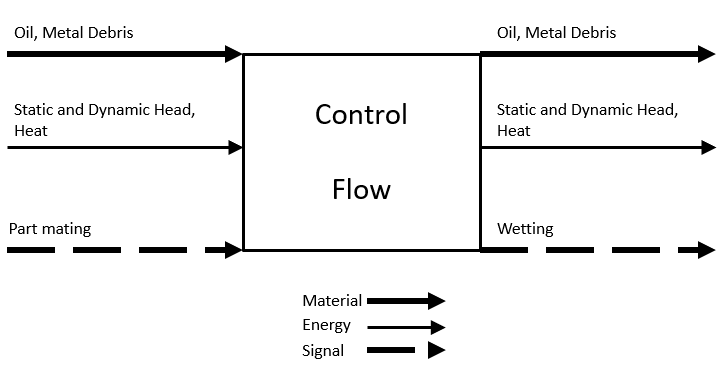 Oil, Metal Debris
Oil, Metal Debris
Static and Dynamic Head,
Heat
Static and Dynamic Head,
Heat
Control
Flow
Part mating
Wetting
Material
Energy
Signal